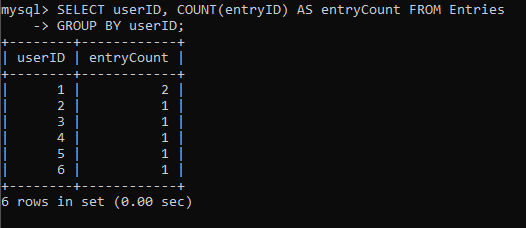 mysql> SELECT userID, COUNT(entryID) AS entryCount FROM Entries
    -> GROUP BY userID;
+--------+------------+
| userID | entryCount |
+--------+------------+
|      1 |          2 |
|      2 |          1 |
|      3 |          1 |
|      4 |          1 |
|      5 |          1 |
|      6 |          1 |
+--------+------------+
6 rows in set (0.00 sec)